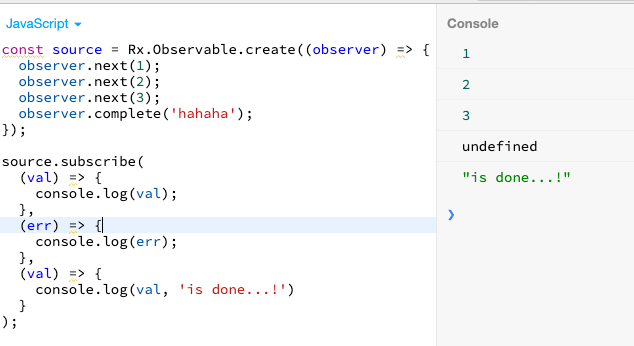 JavaScript
const source = Rx.Observable.create((observer) => {
  observer.next(1);
  observer.next(2);
  observer.next(3);
  observer.complete('hahaha');
});

source.subscribe(
  (val) => {
    console.log(val);
  },
  (err) => {
    console.log(err);
  },
  (val) => {
    console.log(val, 'is done...!')
  }
);
Console
1
2
3
undefined
"is done...!"
❯